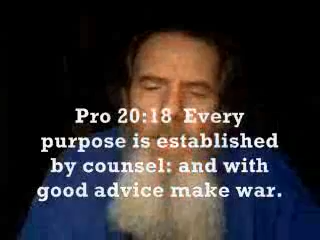 Pro 20:18  Every
purpose is established
by counsel: and with
good advice make war.